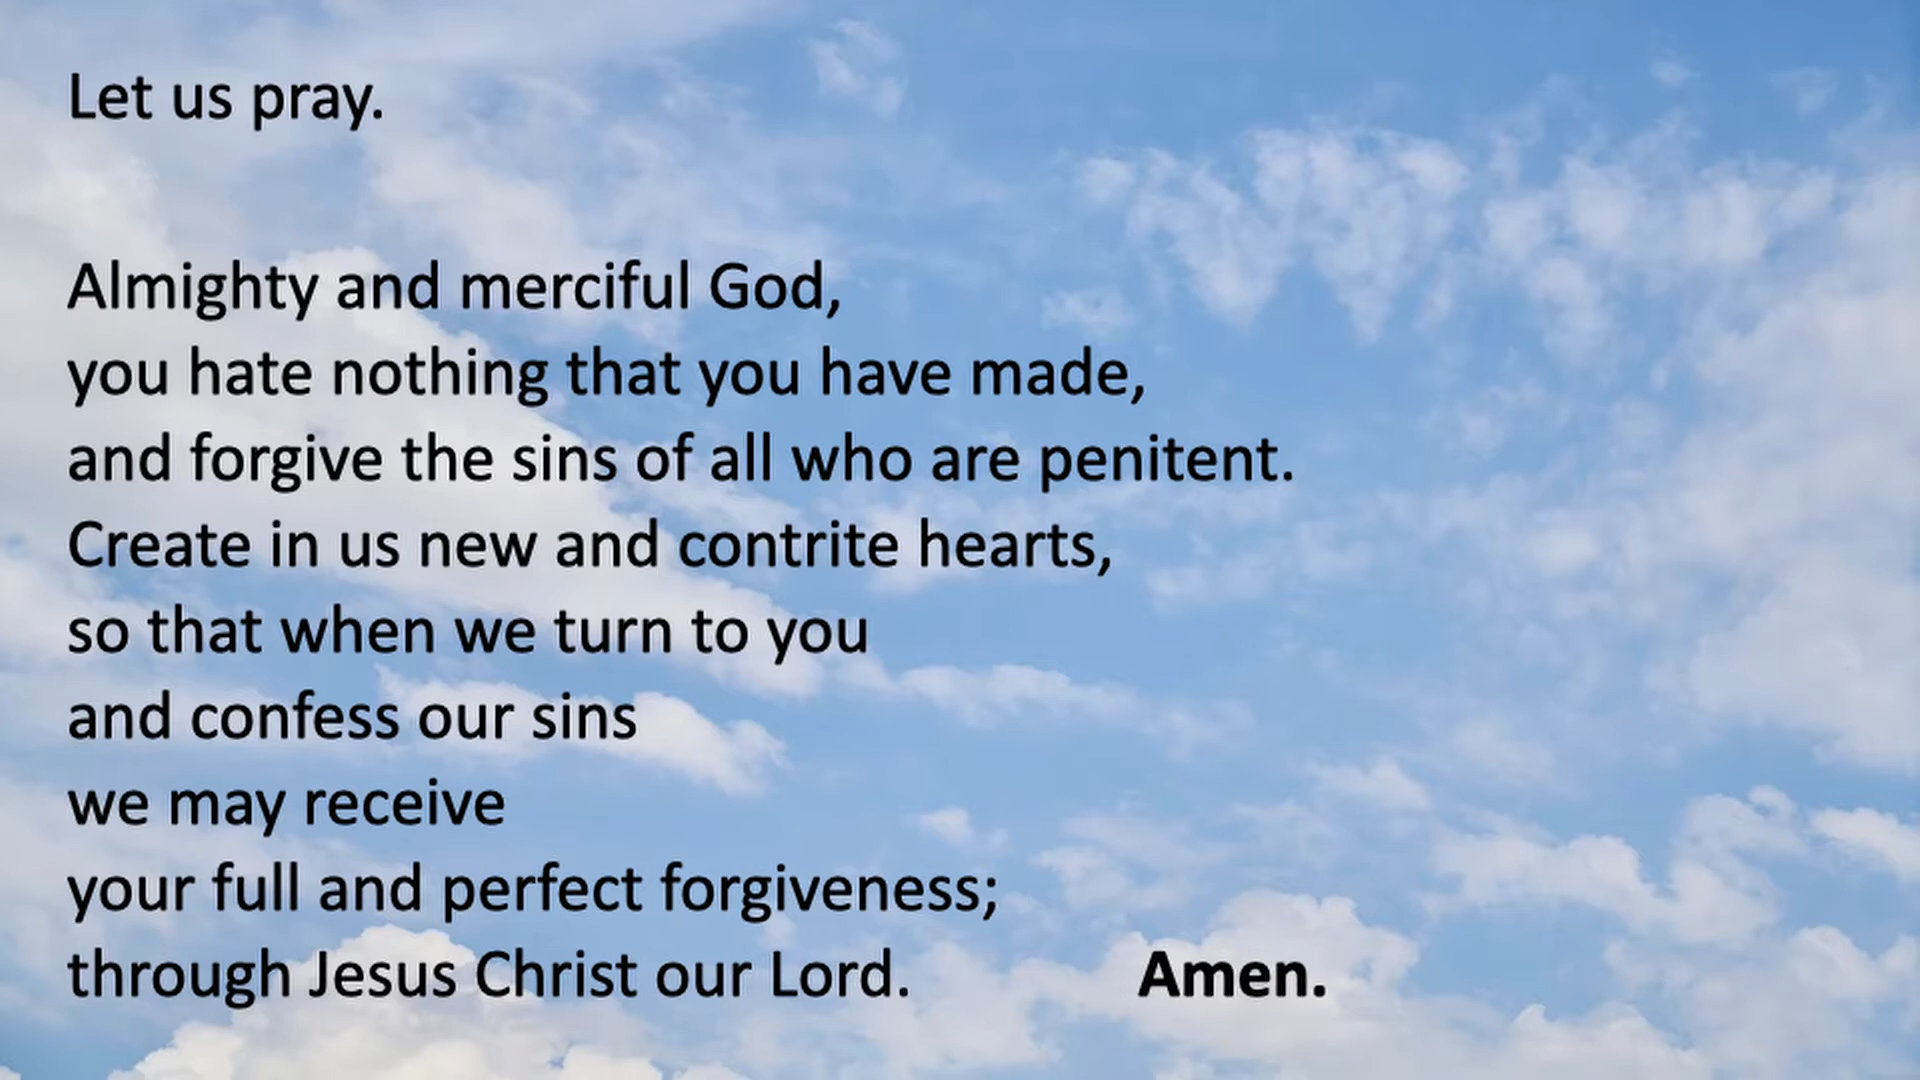 Let us pray.
Almighty and merciful God,
you hate nothing that you have made,
and forgive the sins of all who are penitent.
Create in us new and contrite hearts,
so that when we turn to you
and confess our sins
we may receive
your full and perfect forgiveness;
through Jesus Christ our Lord. Amen.